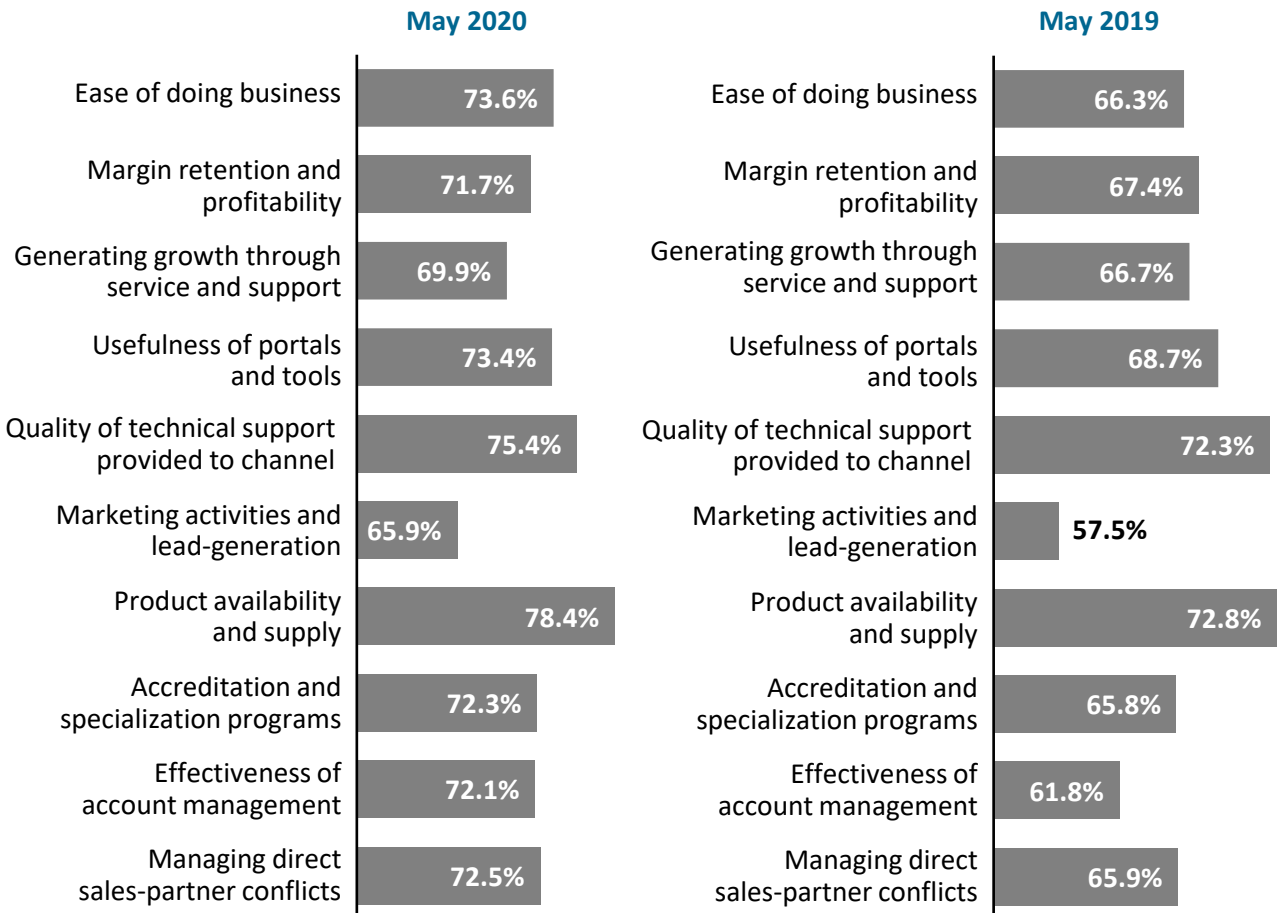 May 2020
Ease of doing business
73.6%
Margin retention and
profitability
71.7%
Generating growth through
service and support
69.9%
Usefulness of portals
and tools
73.4%
Quality of technical support
provided to channel
75.4%
Marketing activities and
lead-generation
65.9%
Product availability
and supply
78.4%
Accreditation and
specialization programs
72.3%
Effectiveness of
account management
72.1%
Managing direct
sales-partner conflicts
72.5%
May 2019
Ease of doing business
66.3%
Margin retention and
profitability
67.4%
Generating growth through
service and support
66.7%
Usefulness of portals
and tools
68.7%
Quality of technical support
provided to channel
72.3%
Marketing activities and
lead-generation
57.5%
Product availability
and supply
72.8%
Accreditation and
specialization programs
65.8%
Effectiveness of
account management
61.8%
Managing direct
sales-partner conflicts
65.9%